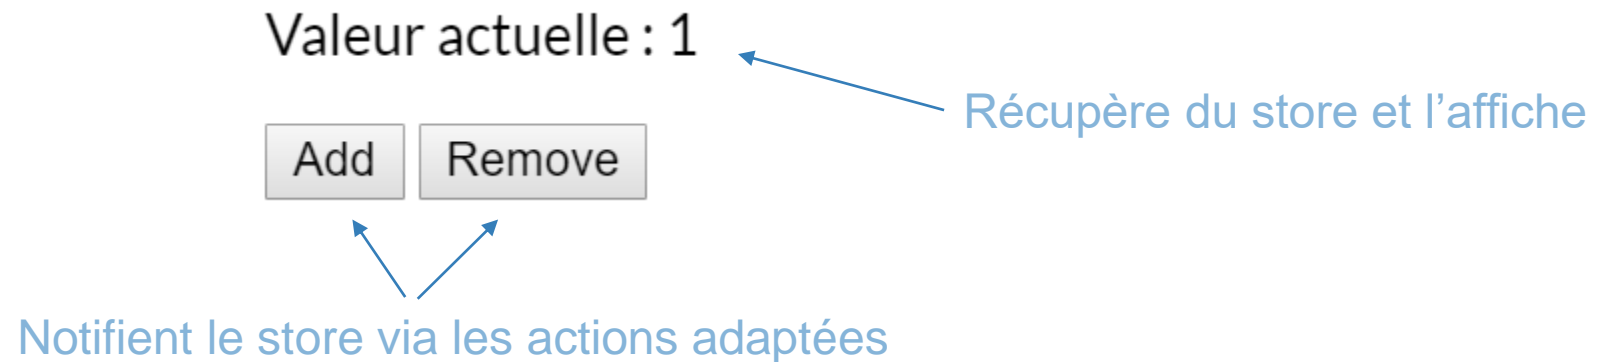 Valeur actuelle : 1
Récupère du store et l’affiche
Add
Remove
Notifient le store via les actions adaptées